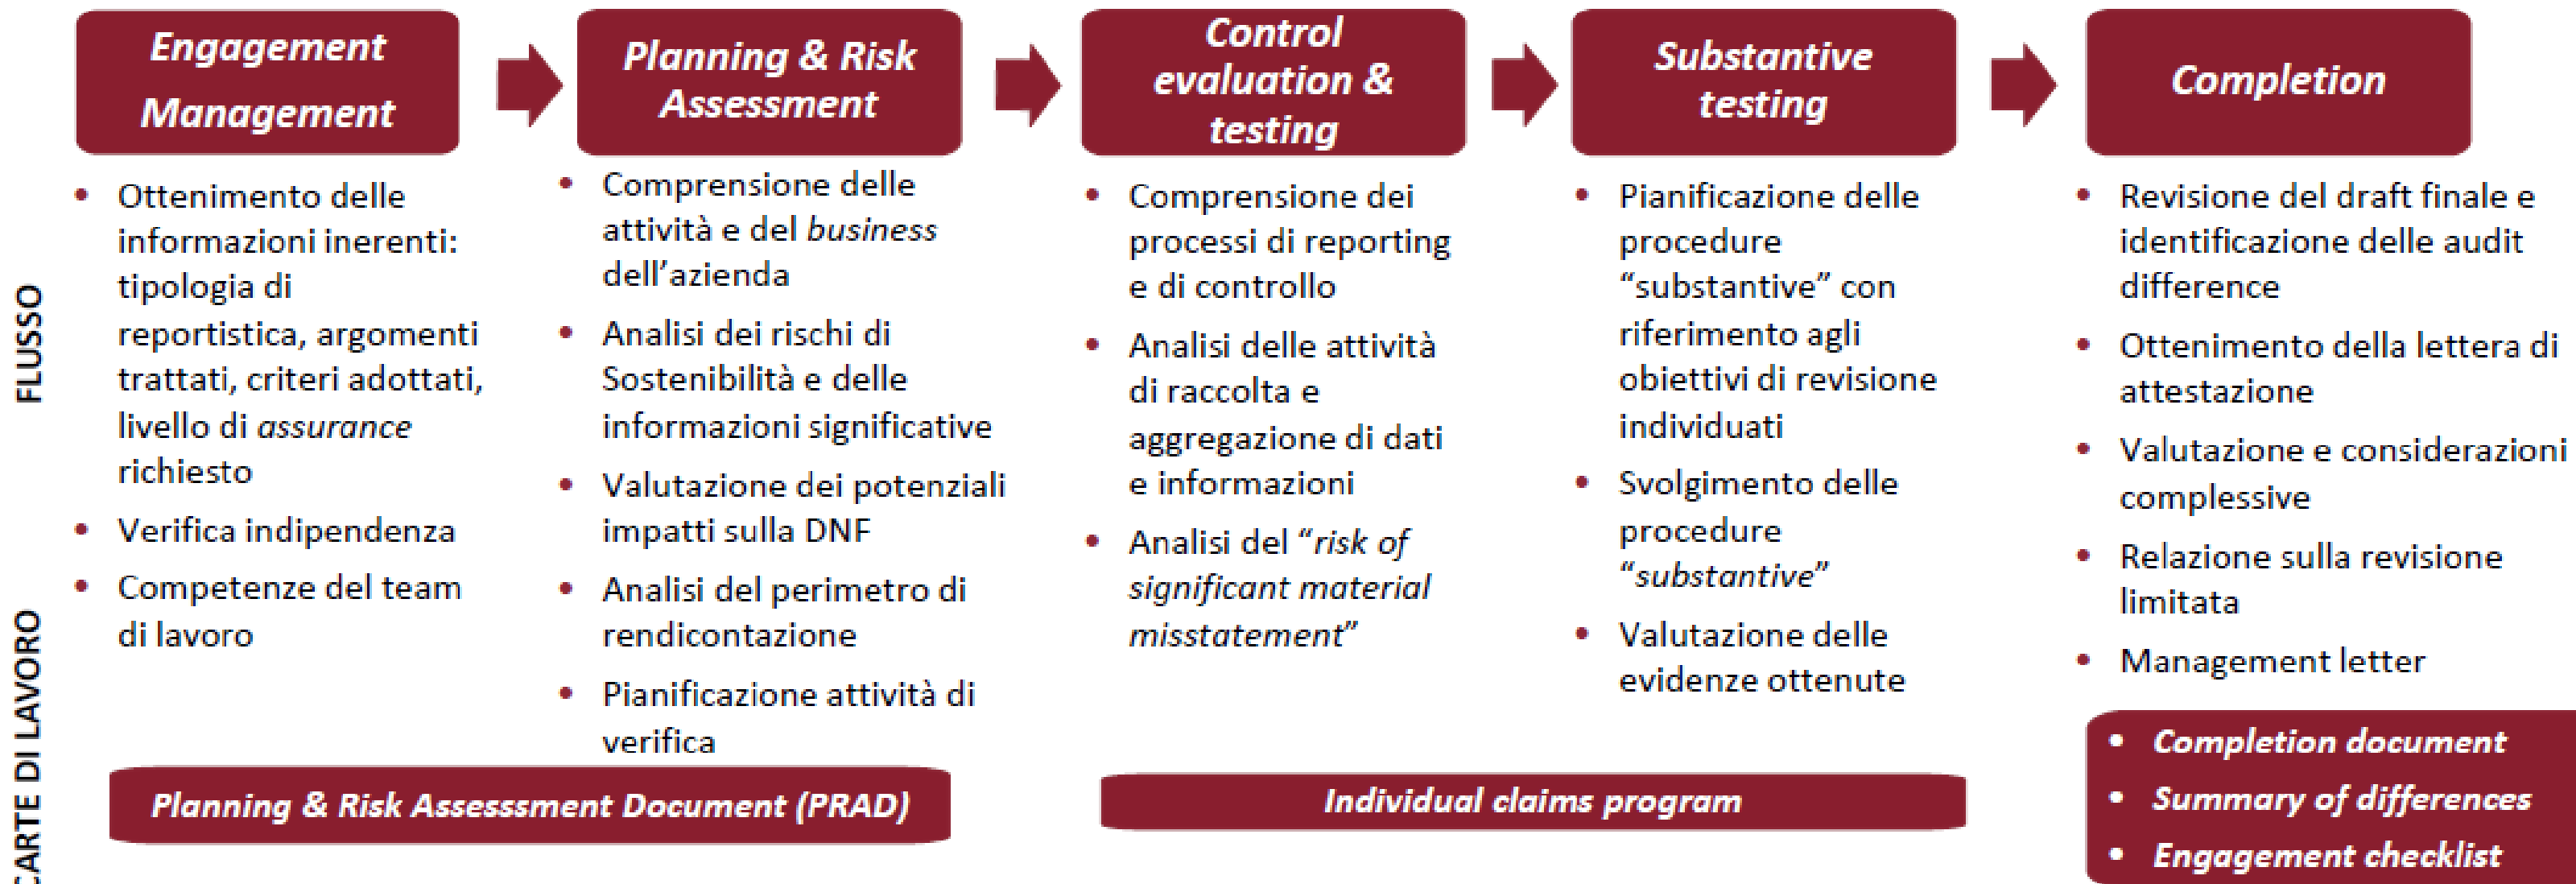 Engagement
Management
Planning & Risk
Assessment
Control
evaluation &
testing
Substantive
testing
Completion
FLUSSO
• Ottenimento delle
informazioni inerenti:
tipologia di
reportistica, argomenti
trattati, criteri adottati,
livello di assurance
richiesto
• Verifica indipendenza
• Competenze del team
di lavoro
• Comprensione delle
attività e del business
dell’azienda
• Analisi dei rischi di
Sostenibilità e delle
informazioni significative
• Valutazione dei potenziali
impatti sulla DNF
• Analisi del perimetro di
rendicontazione
• Pianificazione attività di
verifica
• Comprensione dei
processi di reporting
e di controllo
• Analisi delle attività
di raccolta e
aggregazione di dati
e informazioni
• Analisi del “risk of
significant material
misstatement”
• Pianificazione delle
procedure
“substantive” con
riferimento agli
obiettivi di revisione
individuati
• Svolgimento delle
procedure
“substantive”
• Valutazione delle
evidenze ottenute
• Revisione del draft finale e
identificazione delle audit
difference
• Ottenimento della lettera di
attestazione
• Valutazione e considerazioni
complessive
• Relazione sulla revisione
limitata
• Management letter
CARTE DI LAVORO
Planning & Risk Assesssment Document (PRAD)
Individual claims program
• Completion document
• Summary of differences
• Engagement checklist